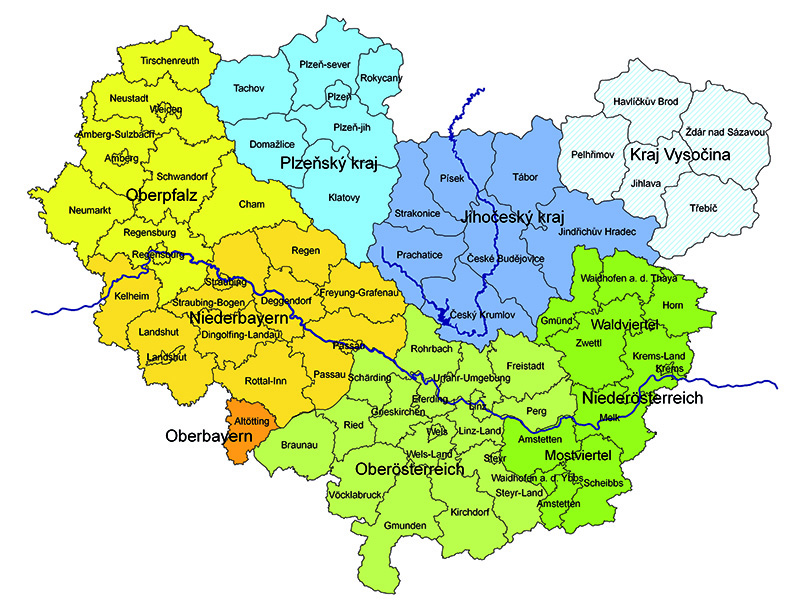 Tirschenreuth
Plzeň-sever
Rokycany
Tachov
Plzeň
Neustadt
Weiden
Havlíčkův Brod
Amberg-Sulzbach
Plzeň-jih
Žďár nad Sázavou
Domažlice
Pelhřimov
Kraj Vysočina
Amberg
Plzeňský kraj
Schwandorf
Písek
Tábor
Jihlava
Oberpfalz
Klatovy
Cham
Třebíč
Neumarkt
Strakonice
Jihočeský kraj
Regensburg
Jindřichův Hradec
Regen
Prachatice
Regensburg
České Budějovice
Straubing
Waidhofen a. d. Thaya
Kelheim
Freyung-Grafenau
Straubing-Bogen
Deggendorf
Horn
Niederbayern
Český Krumlov
Gmünd
Waldviertel
Landshut
Dingolfing-Landau
Zwettl
Passau
Rohrbach
Landshut
Krems-Land
Freistadt
Krems
Passau
Schärding
Urfahr-Umgebung
Rottal-Inn
Eferding
Niederösterreich
Linz
Grieskirchen
Perg
Altötting
Melk
Ried
Wels
Linz-Land
Oberbayern
Amstetten
Braunau
Wels-Land
Mostviertel
Steyr
Oberösterreich
Waidhofen a. d. Ybbs
Scheibbs
Vöcklabruck
Steyr-Land
Amstetten
Kirchdorf
Gmunden